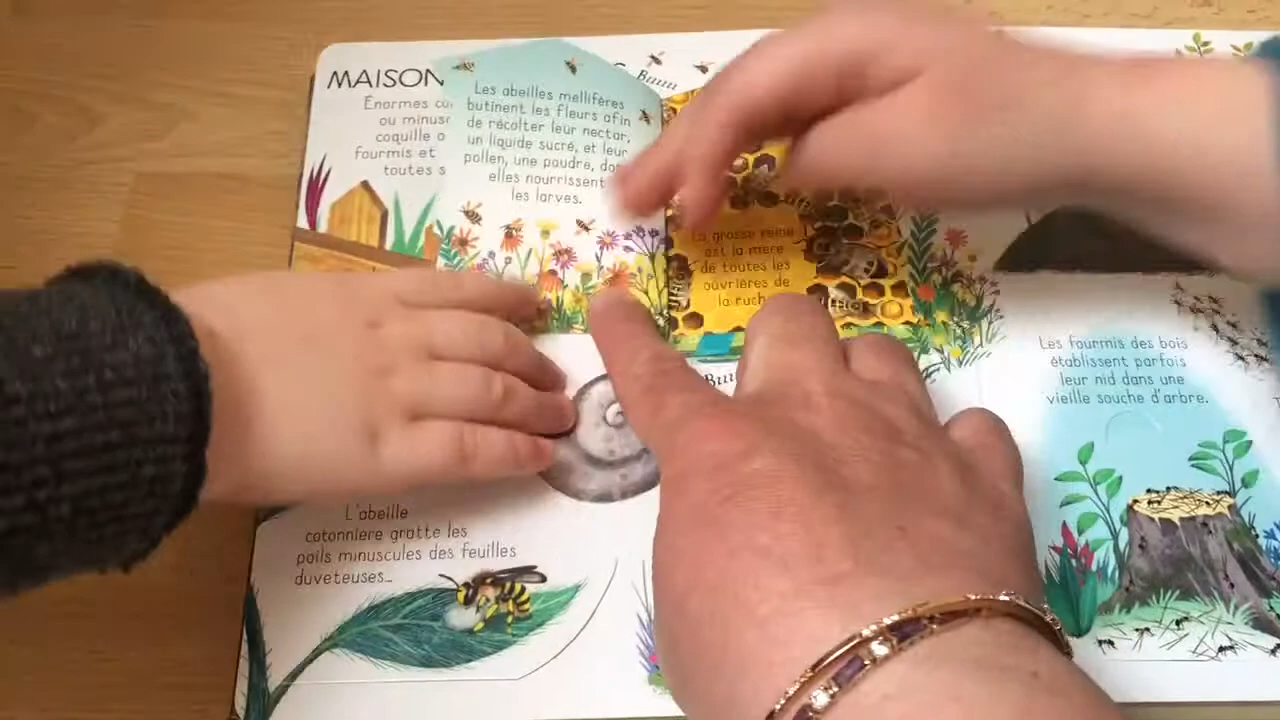 MAISON
Énormes
ou
coquille
fourmis et
toutes
Les abeilles mellifères
butinent les fleurs afin
de récolter leur nectar,
un liquide sucré, et leur
pollen, une poudre,
elles nourrissent
les larves.
Buuu
La grosse reine
est la mère
de toutes les
ouvrières de
la
Les fourmis des bois
établissent parfois
leur nid dans une
vieille souche d'arbre.
L'abeille
cotonnière gratte les
poils minuscules des feuilles
duveteuses...